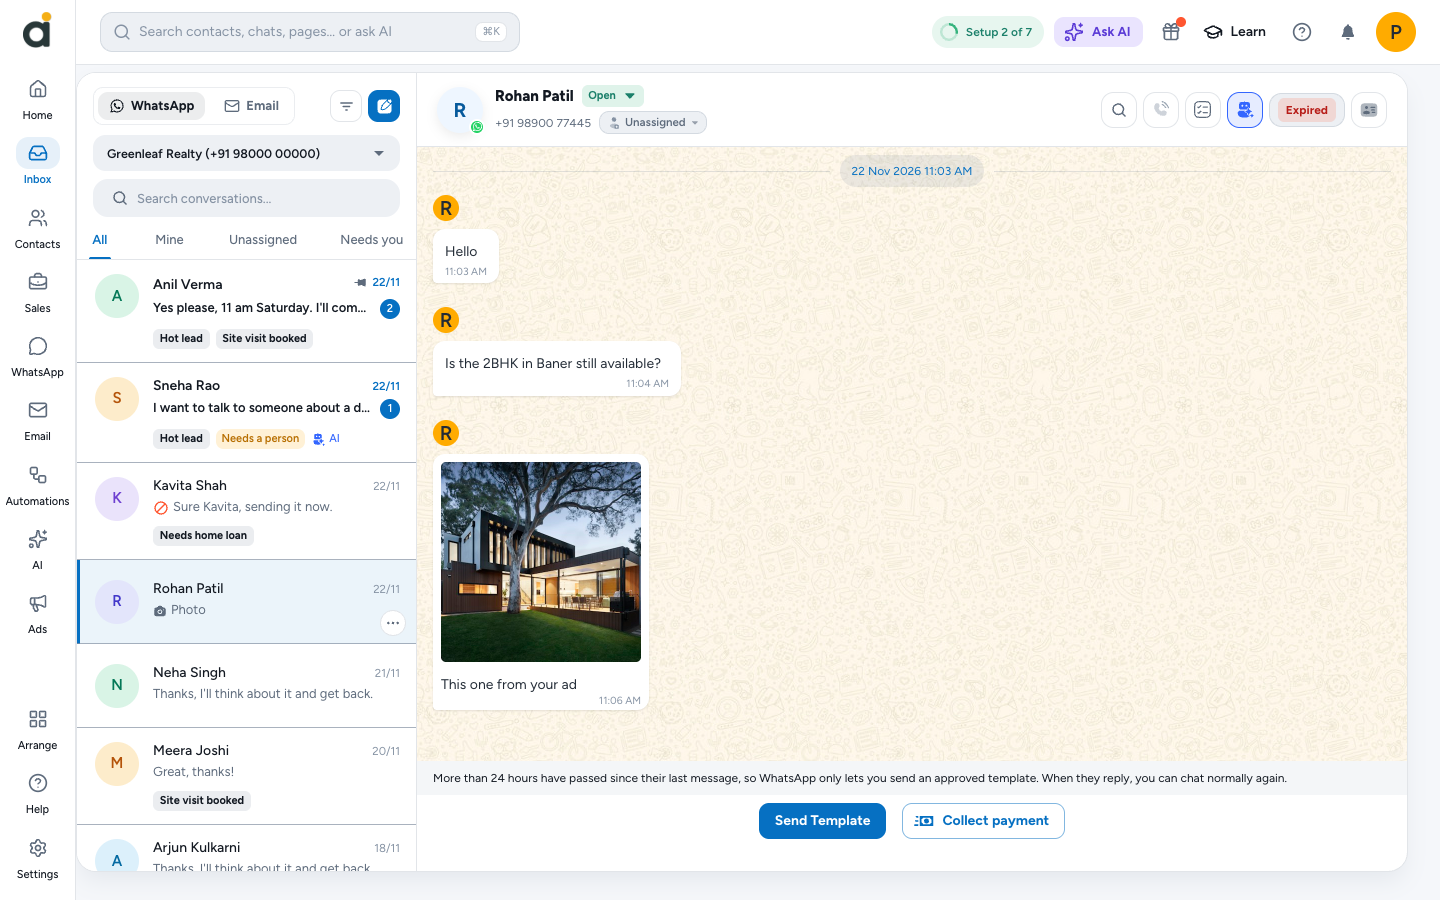 Search contacts, chats, pages... or ask AI
⌘K
Setup 2 of 7
Ask AI
Learn
P
Home
Inbox
Contacts
Sales
WhatsApp
Email
Automations
AI
Ads
Arrange
Help
Settings
WhatsApp
Email
Greenleaf Realty (+91 98000 00000)
Search conversations...
All
Mine
Unassigned
Needs you
A
Anil Verma
22/11
Yes please, 11 am Saturday. I'll com...
2
Hot lead
Site visit booked
S
Sneha Rao
22/11
I want to talk to someone about a d...
1
Hot lead
Needs a person
AI
K
Kavita Shah
22/11
Sure Kavita, sending it now.
Needs home loan
R
Rohan Patil
22/11
Photo
N
Neha Singh
21/11
Thanks, I'll think about it and get back.
M
Meera Joshi
20/11
Great, thanks!
Site visit booked
A
Arjun Kulkarni
18/11
Thanks, I'll think about it and get back.
R
Rohan Patil
Open
+91 98900 77445
Unassigned
Expired
22 Nov 2026 11:03 AM
R
Hello
11:03 AM
R
Is the 2BHK in Baner still available?
11:04 AM
R
This one from your ad
11:06 AM
More than 24 hours have passed since their last message, so WhatsApp only lets you send an approved template. When they reply, you can chat normally again.
Send Template
Collect payment